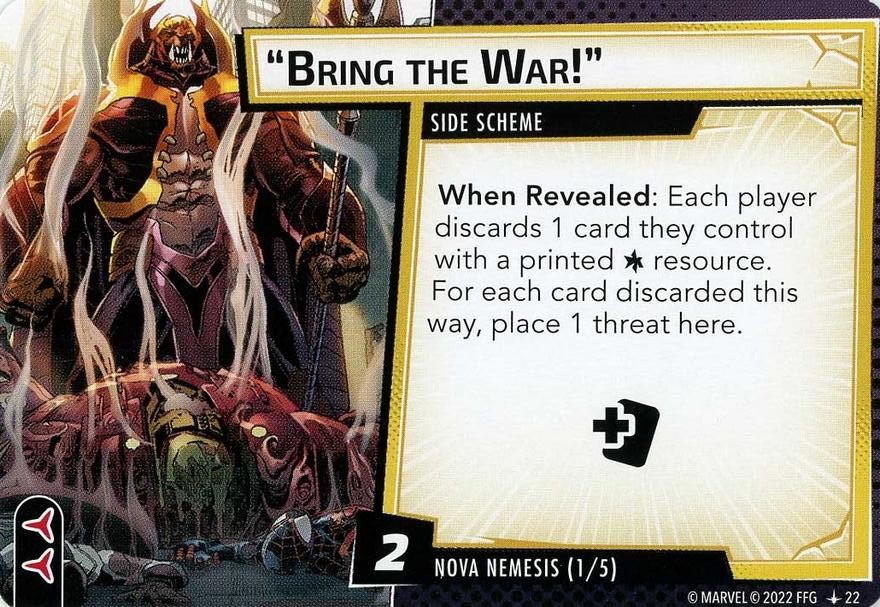 “BRING THE WAR!”
SIDE SCHEME
When Revealed: Each player
discards 1 card they control
with a printed resource.
For each card discarded this
way, place 1 threat here.
2
NOVA NEMESIS (1/5)
© MARVEL © 2022 FFG 22